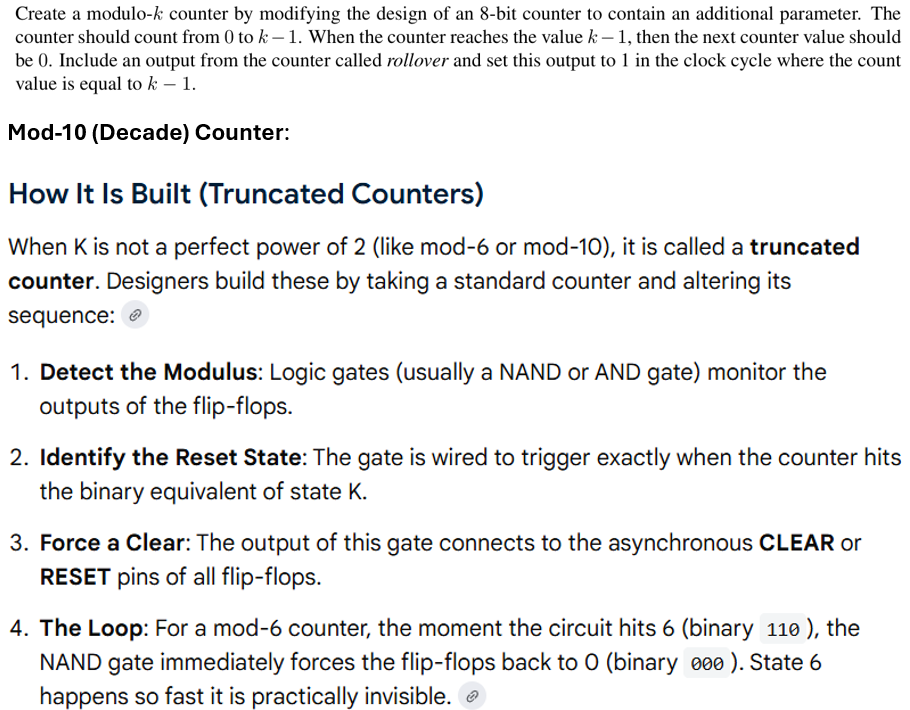 Create a modulo-k counter by modifying the design of an 8-bit counter to contain an additional parameter. The
counter should count from 0 to k − 1. When the counter reaches the value k − 1, then the next counter value should
be 0. Include an output from the counter called rollover and set this output to 1 in the clock cycle where the count
value is equal to k − 1.
Mod-10 (Decade) Counter:
How It Is Built (Truncated Counters)
When K is not a perfect power of 2 (like mod-6 or mod-10), it is called a truncated
counter. Designers build these by taking a standard counter and altering its
sequence:
1. Detect the Modulus: Logic gates (usually a NAND or AND gate) monitor the
outputs of the flip-flops.
2. Identify the Reset State: The gate is wired to trigger exactly when the counter hits
the binary equivalent of state K.
3. Force a Clear: The output of this gate connects to the asynchronous CLEAR or
RESET pins of all flip-flops.
4. The Loop: For a mod-6 counter, the moment the circuit hits 6 (binary 110 ), the
NAND gate immediately forces the flip-flops back to 0 (binary 000 ). State 6
happens so fast it is practically invisible.